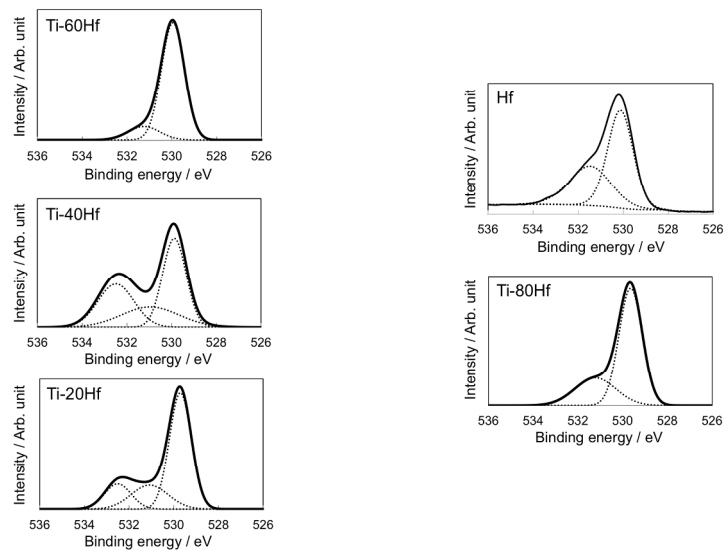 Ti-60Hf
Intensity / Arb. unit
536 534 532 530 528 526
Binding energy / eV
Ti-40Hf
Intensity / Arb. unit
536 534 532 530 528 526
Binding energy / eV
Ti-20Hf
Intensity / Arb. unit
536 534 532 530 528 526
Binding energy / eV
Hf
Intensity / Arb. unit
536 534 532 530 528 526
Binding energy / eV
Ti-80Hf
Intensity / Arb. unit
536 534 532 530 528 526
Binding energy / eV